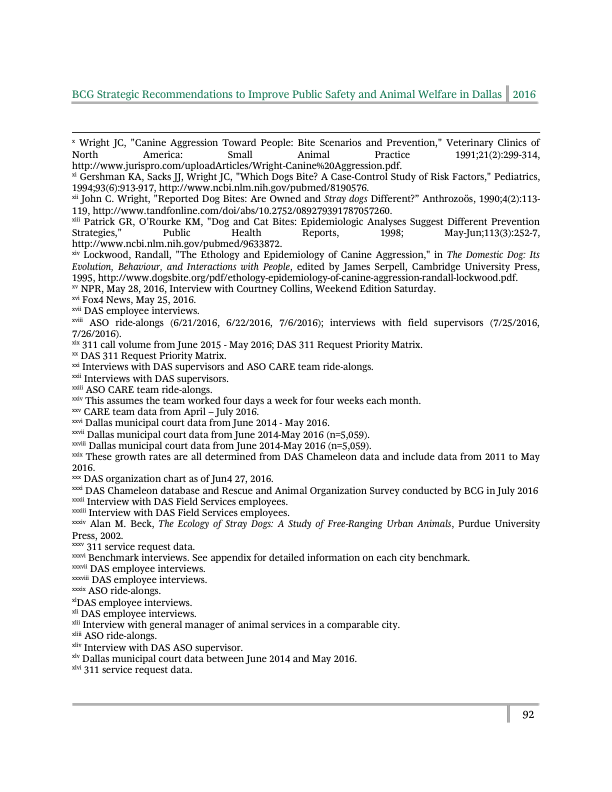 BCG Strategic Recommendations to Improve Public Safety and Animal Welfare in Dallas 2016
x Wright JC, "Canine Aggression Toward People: Bite Scenarios and Prevention," Veterinary Clinics of
North America: Small Animal Practice 1991;21(2):299-314,
http://www.jurispro.com/uploadArticles/Wright-Canine%20Aggression.pdf.
xi Gershman KA, Sacks JJ, Wright JC, "Which Dogs Bite? A Case-Control Study of Risk Factors," Pediatrics,
1994;93(6):913-917, http://www.ncbi.nlm.nih.gov/pubmed/8190576.
xii John C. Wright, "Reported Dog Bites: Are Owned and Stray dogs Different?" Anthrozoös, 1990;4(2):113-
119, http://www.tandfonline.com/doi/abs/10.2752/089279391787057260.
xiii Patrick GR, O'Rourke KM, "Dog and Cat Bites: Epidemiologic Analyses Suggest Different Prevention
Strategies," Public Health Reports, 1998; May-Jun;113(3):252-7,
http://www.ncbi.nlm.nih.gov/pubmed/9633872.
xiv Lockwood, Randall, "The Ethology and Epidemiology of Canine Aggression," in The Domestic Dog: Its
Evolution, Behaviour, and Interactions with People, edited by James Serpell, Cambridge University Press,
1995, http://www.dogsbite.org/pdf/ethology-epidemiology-of-canine-aggression-randall-lockwood.pdf.
xv NPR, May 28, 2016, Interview with Courtney Collins, Weekend Edition Saturday.
xvi Fox4 News, May 25, 2016.
xvii DAS employee interviews.
xviii ASO ride-alongs (6/21/2016, 6/22/2016, 7/6/2016); interviews with field supervisors (7/25/2016,
7/26/2016).
xix 311 call volume from June 2015 - May 2016; DAS 311 Request Priority Matrix.
xx DAS 311 Request Priority Matrix.
xxi Interviews with DAS supervisors and ASO CARE team ride-alongs.
xxii Interviews with DAS supervisors.
xxiii ASO CARE team ride-alongs.
xxiv This assumes the team worked four days a week for four weeks each month.
xxv CARE team data from April – July 2016.
xxvi Dallas municipal court data from June 2014 - May 2016.
xxvii Dallas municipal court data from June 2014-May 2016 (n=5,059).
xxviii Dallas municipal court data from June 2014-May 2016 (n=5,059).
xxix These growth rates are all determined from DAS Chameleon data and include data from 2011 to May
2016.
xxx DAS organization chart as of Jun4 27, 2016.
xxxi DAS Chameleon database and Rescue and Animal Organization Survey conducted by BCG in July 2016
xxxii Interview with DAS Field Services employees.
xxxiii Interview with DAS Field Services employees.
xxxiv Alan M. Beck, The Ecology of Stray Dogs: A Study of Free-Ranging Urban Animals, Purdue University
Press, 2002.
xxxv 311 service request data.
xxxvi Benchmark interviews. See appendix for detailed information on each city benchmark.
xxxvii DAS employee interviews.
xxxviii DAS employee interviews.
xxxix ASO ride-alongs.
xlDAS employee interviews.
xli DAS employee interviews.
xlii Interview with general manager of animal services in a comparable city.
xliii ASO ride-alongs.
xliv Interview with DAS ASO supervisor.
xlv Dallas municipal court data between June 2014 and May 2016.
xlvi 311 service request data.
92